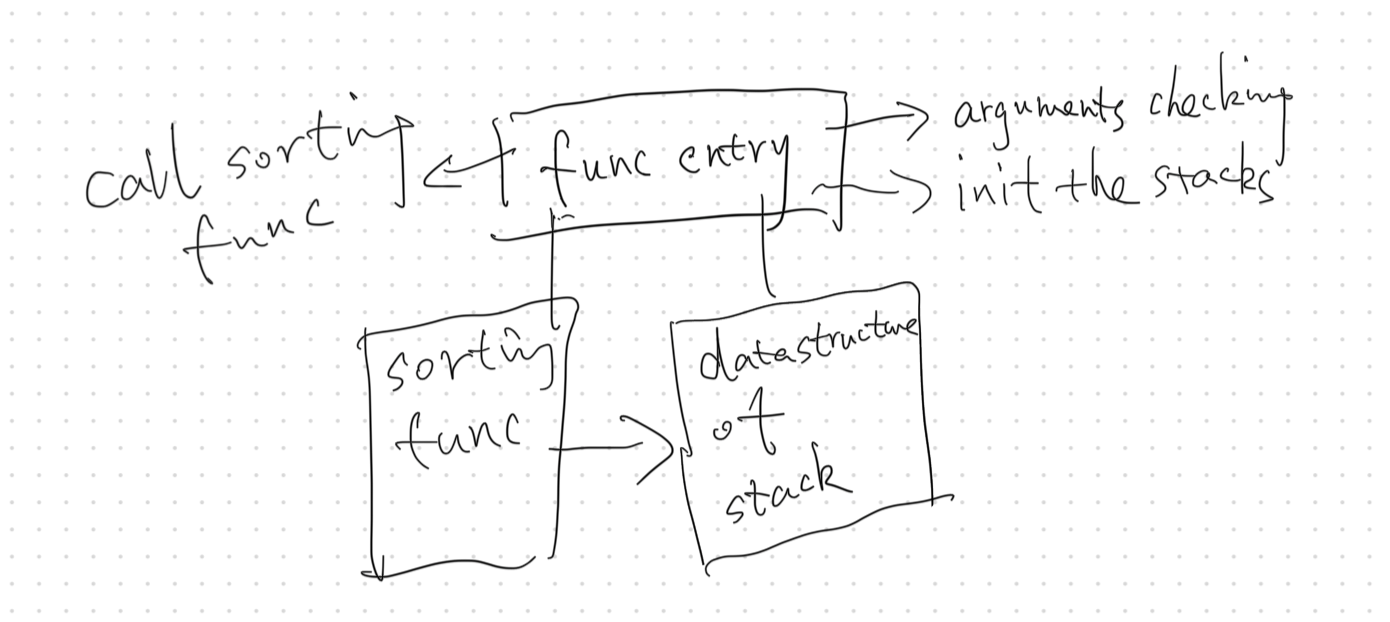 call sorting
func
func entry
arguments checking
init the stacks
sorting
func
datastructure
of
stack